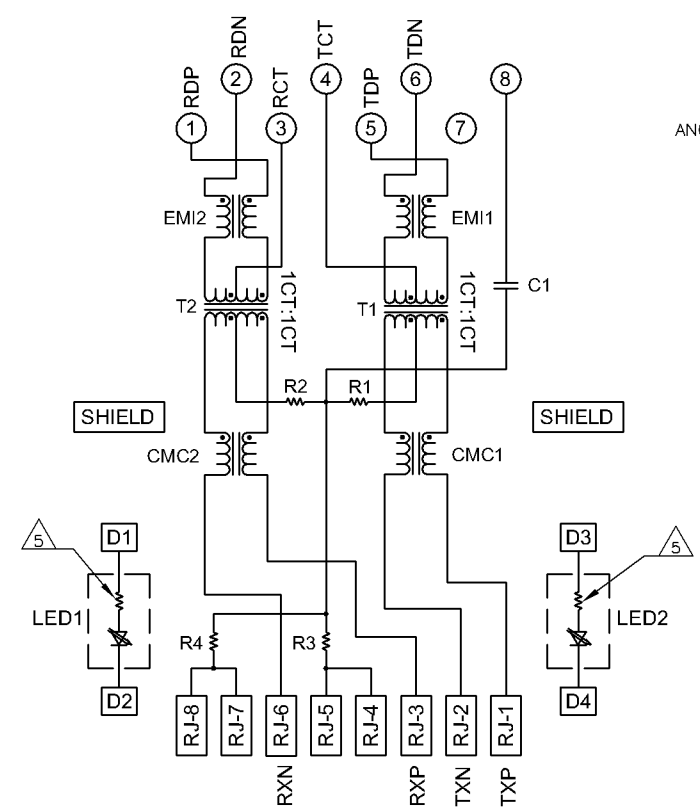 RDP
RDN
RCT
TCT
TDP
TDN
1
2
3
4
5
6
7
8
EMI2
EMI1
T2
1CT:1CT
T1
1CT:1CT
C1
R2
R1
SHIELD
SHIELD
CMC2
CMC1
5
D1
D3
5
LED1
LED2
R4
R3
D2
D4
RJ-8
RJ-7
RJ-6
RJ-5
RJ-4
RJ-3
RJ-2
RJ-1
RXN
RXP
TXN
TXP